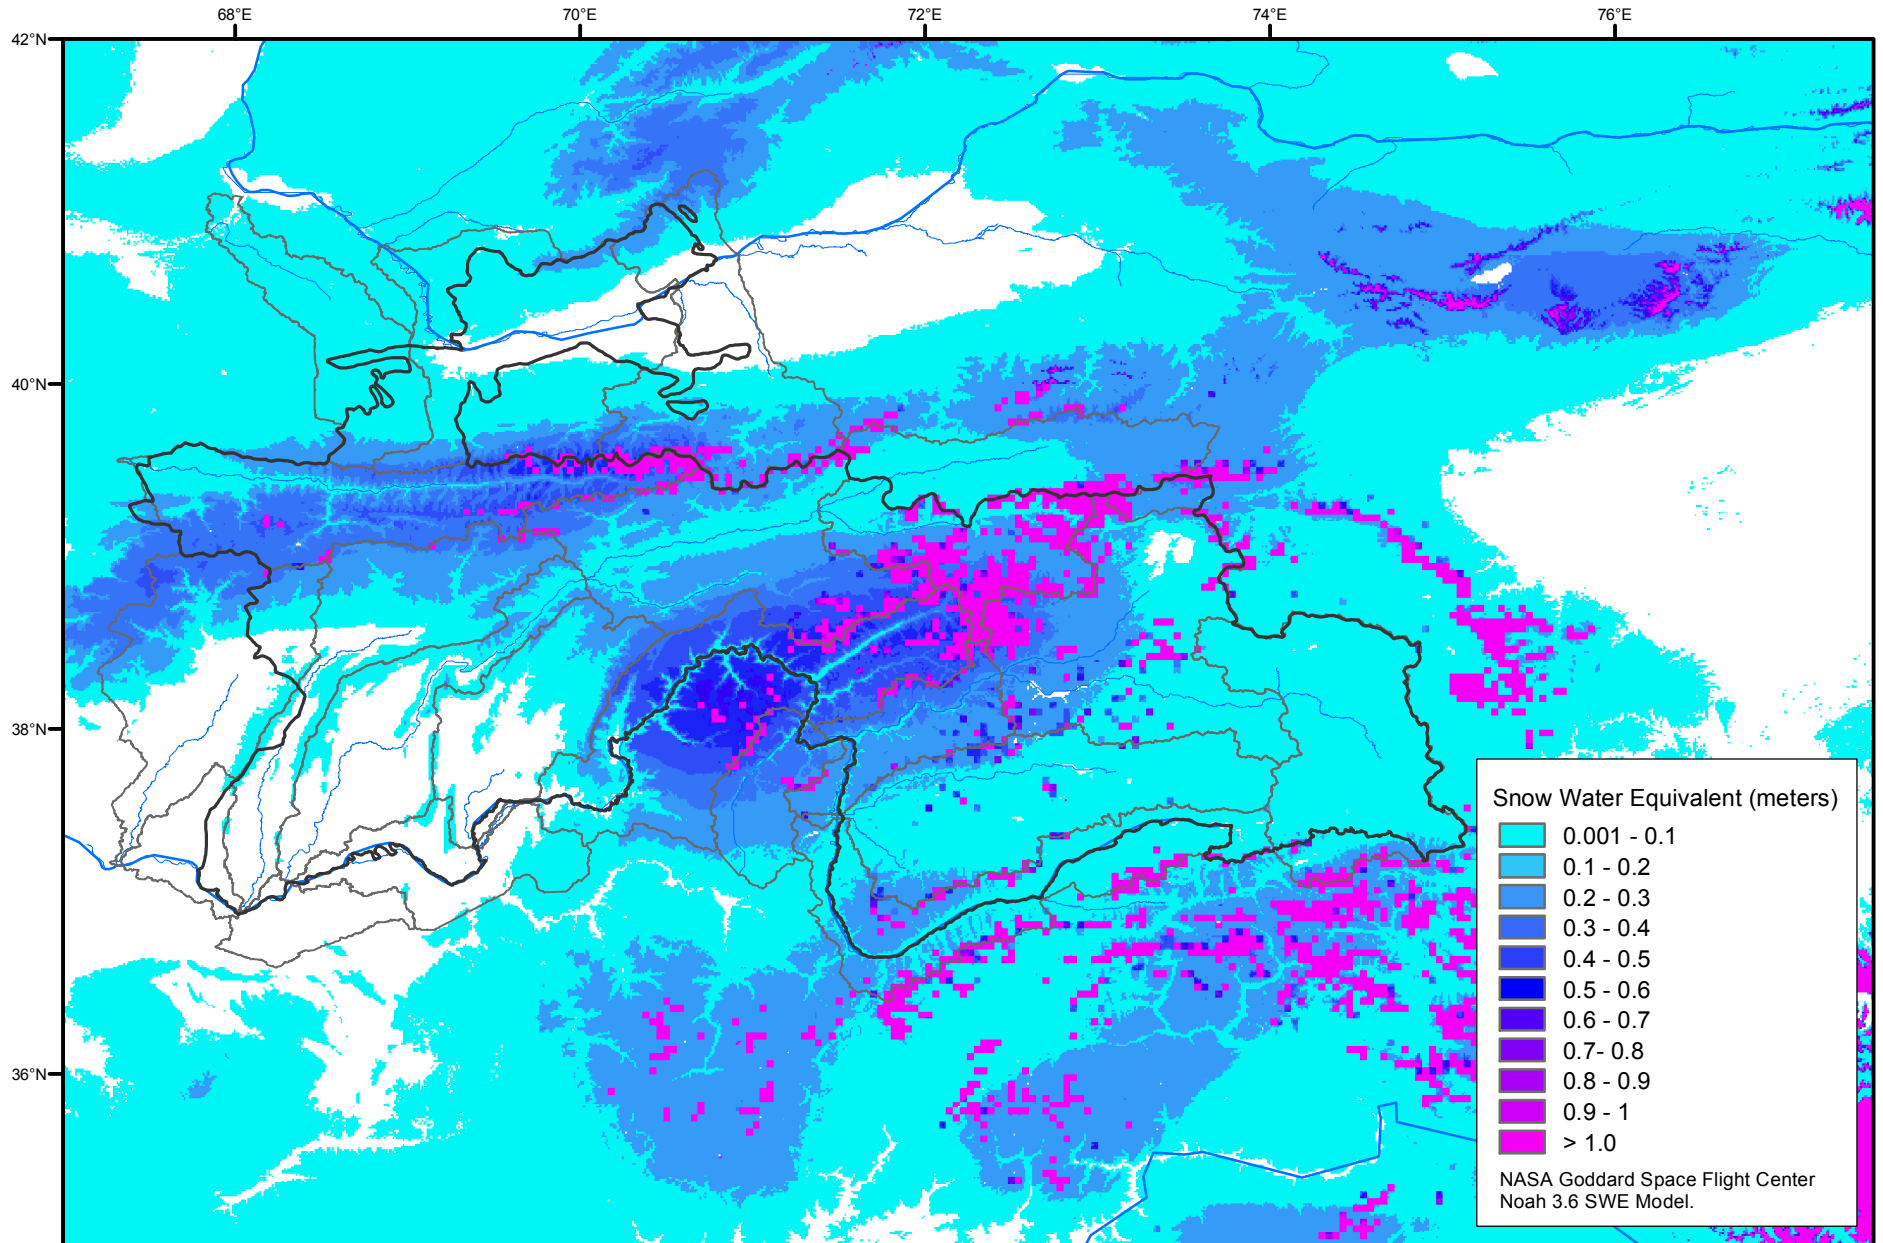 68°E 70°E 72°E 74°E 76°E
42°N
40°N
38°N
36°N
Snow Water Equivalent (meters)
0.001 - 0.1
0.1 - 0.2
0.2 - 0.3
0.3 - 0.4
0.4 - 0.5
0.5 - 0.6
0.6 - 0.7
0.7- 0.8
0.8 - 0.9
0.9 - 1
> 1.0
NASA Goddard Space Flight Center
Noah 3.6 SWE Model.